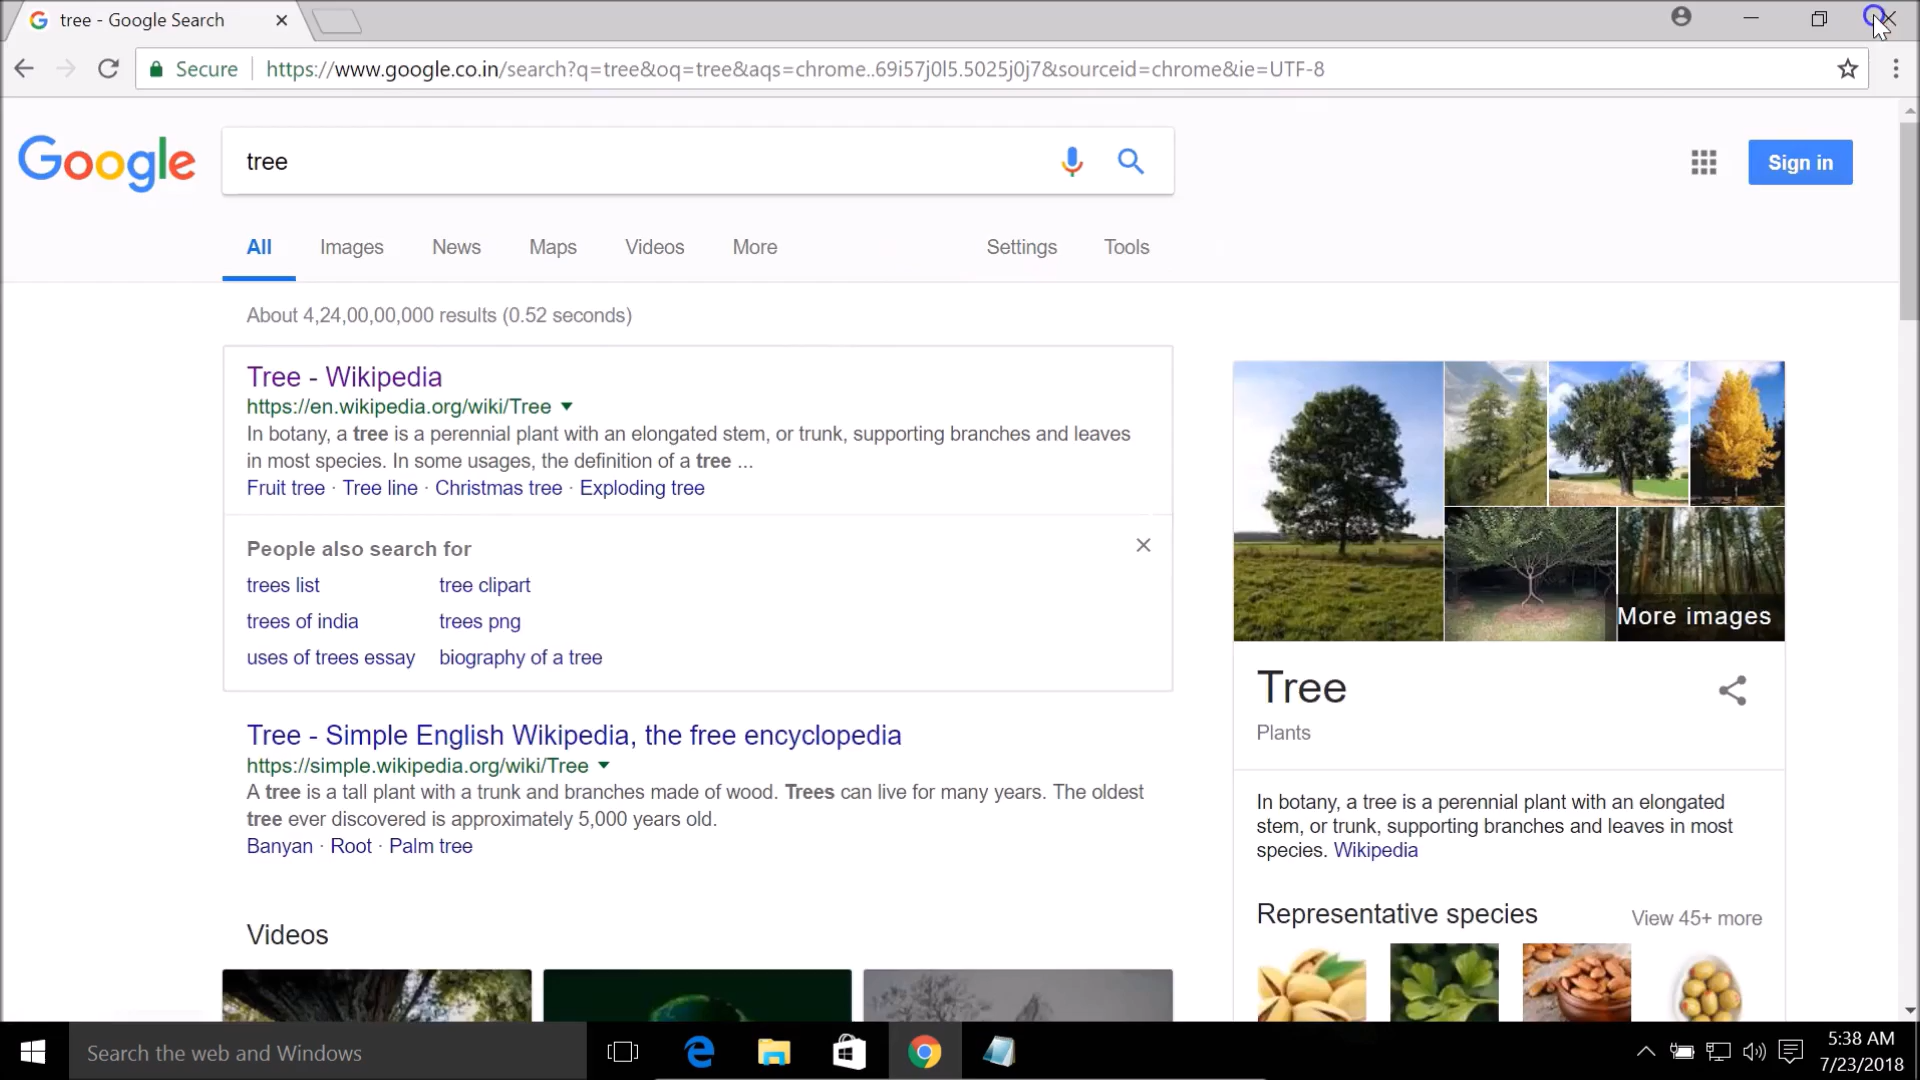 tree - Google Search
Secure
https://www.google.co.in/search?q=tree&oq=tree&aqs=chrome..69i57j0l5.5025j0j7&sourceid=chrome&ie=UTF-8
Google
tree
Sign in
All Images News Maps Videos More Settings Tools
About 4,24,00,00,000 results (0.52 seconds)
Tree - Wikipedia
https://en.wikipedia.org/wiki/Tree
In botany, a tree is a perennial plant with an elongated stem, or trunk, supporting branches and leaves
in most species. In some usages, the definition of a tree ...
Fruit tree · Tree line · Christmas tree · Exploding tree
People also search for
trees list tree clipart
trees of india trees png
uses of trees essay biography of a tree
Tree - Simple English Wikipedia, the free encyclopedia
https://simple.wikipedia.org/wiki/Tree
A tree is a tall plant with a trunk and branches made of wood. Trees can live for many years. The oldest
tree ever discovered is approximately 5,000 years old.
Banyan · Root · Palm tree
Videos
More images
Tree
Plants
In botany, a tree is a perennial plant with an elongated
stem, or trunk, supporting branches and leaves in most
species. Wikipedia
Representative species View 45+ more
Search the web and Windows
5:38 AM
7/23/2018